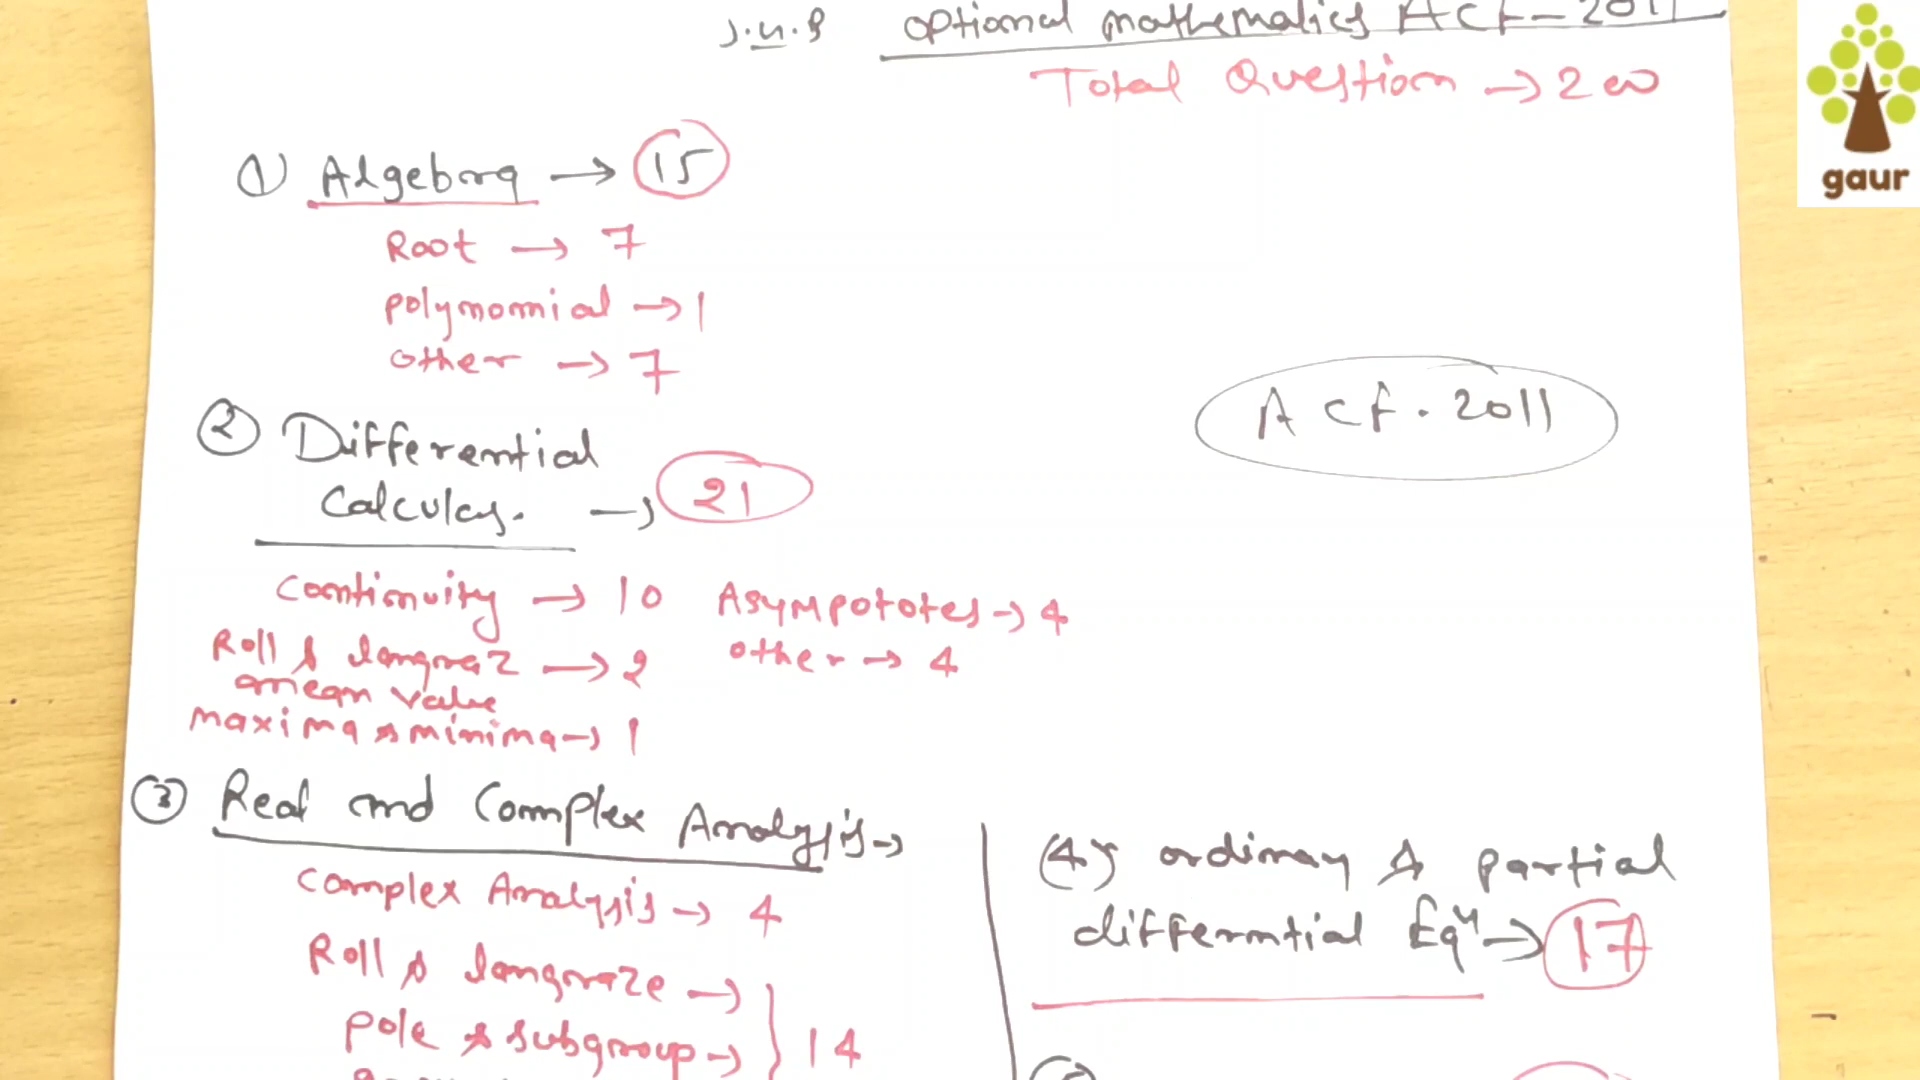 J.U.B optional mathematics ACF-2011
Total Question → 200
① Algebra → 15
Root → 7
polynomial → 1
other → 7
② Differential
Calculus. → 21
Continuity → 10 Asympototes → 4
Roll & langraz → 2 other → 4
mean value
maxima & minima → 1
ACF. 2011
③ Real and Complex Analysis →
Complex Analysis → 4
Roll & langraze →
pole & subgroup → } 14
(4) ordinary & partial
differential Eqn → 17
gaur